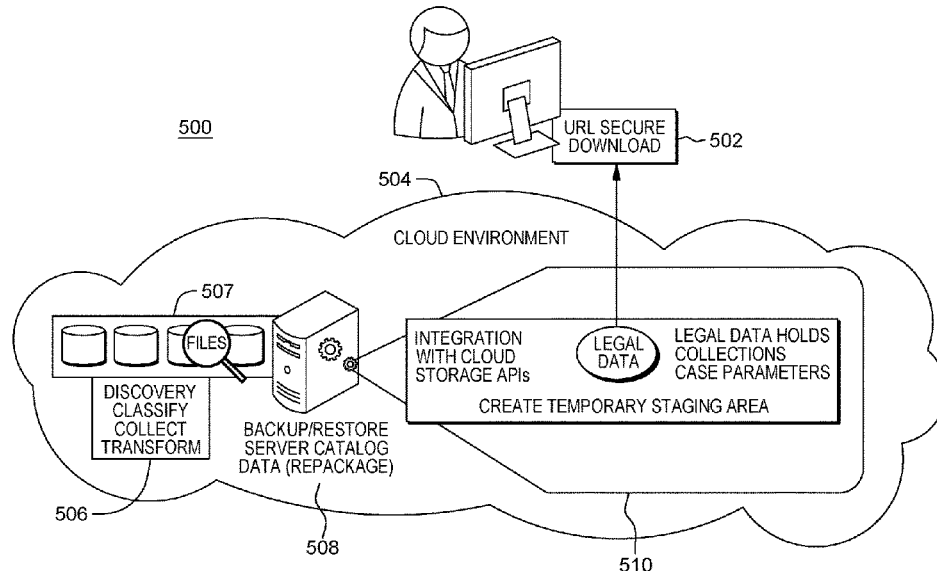 500
URL SECURE
DOWNLOAD
502
504
CLOUD ENVIRONMENT
507
FILES
DISCOVERY
CLASSIFY
COLLECT
TRANSFORM
506
BACKUP/RESTORE
SERVER CATALOG
DATA (REPACKAGE)
508
INTEGRATION
WITH CLOUD
STORAGE APIs
LEGAL
DATA
LEGAL DATA HOLDS
COLLECTIONS
CASE PARAMETERS
CREATE TEMPORARY STAGING AREA
510